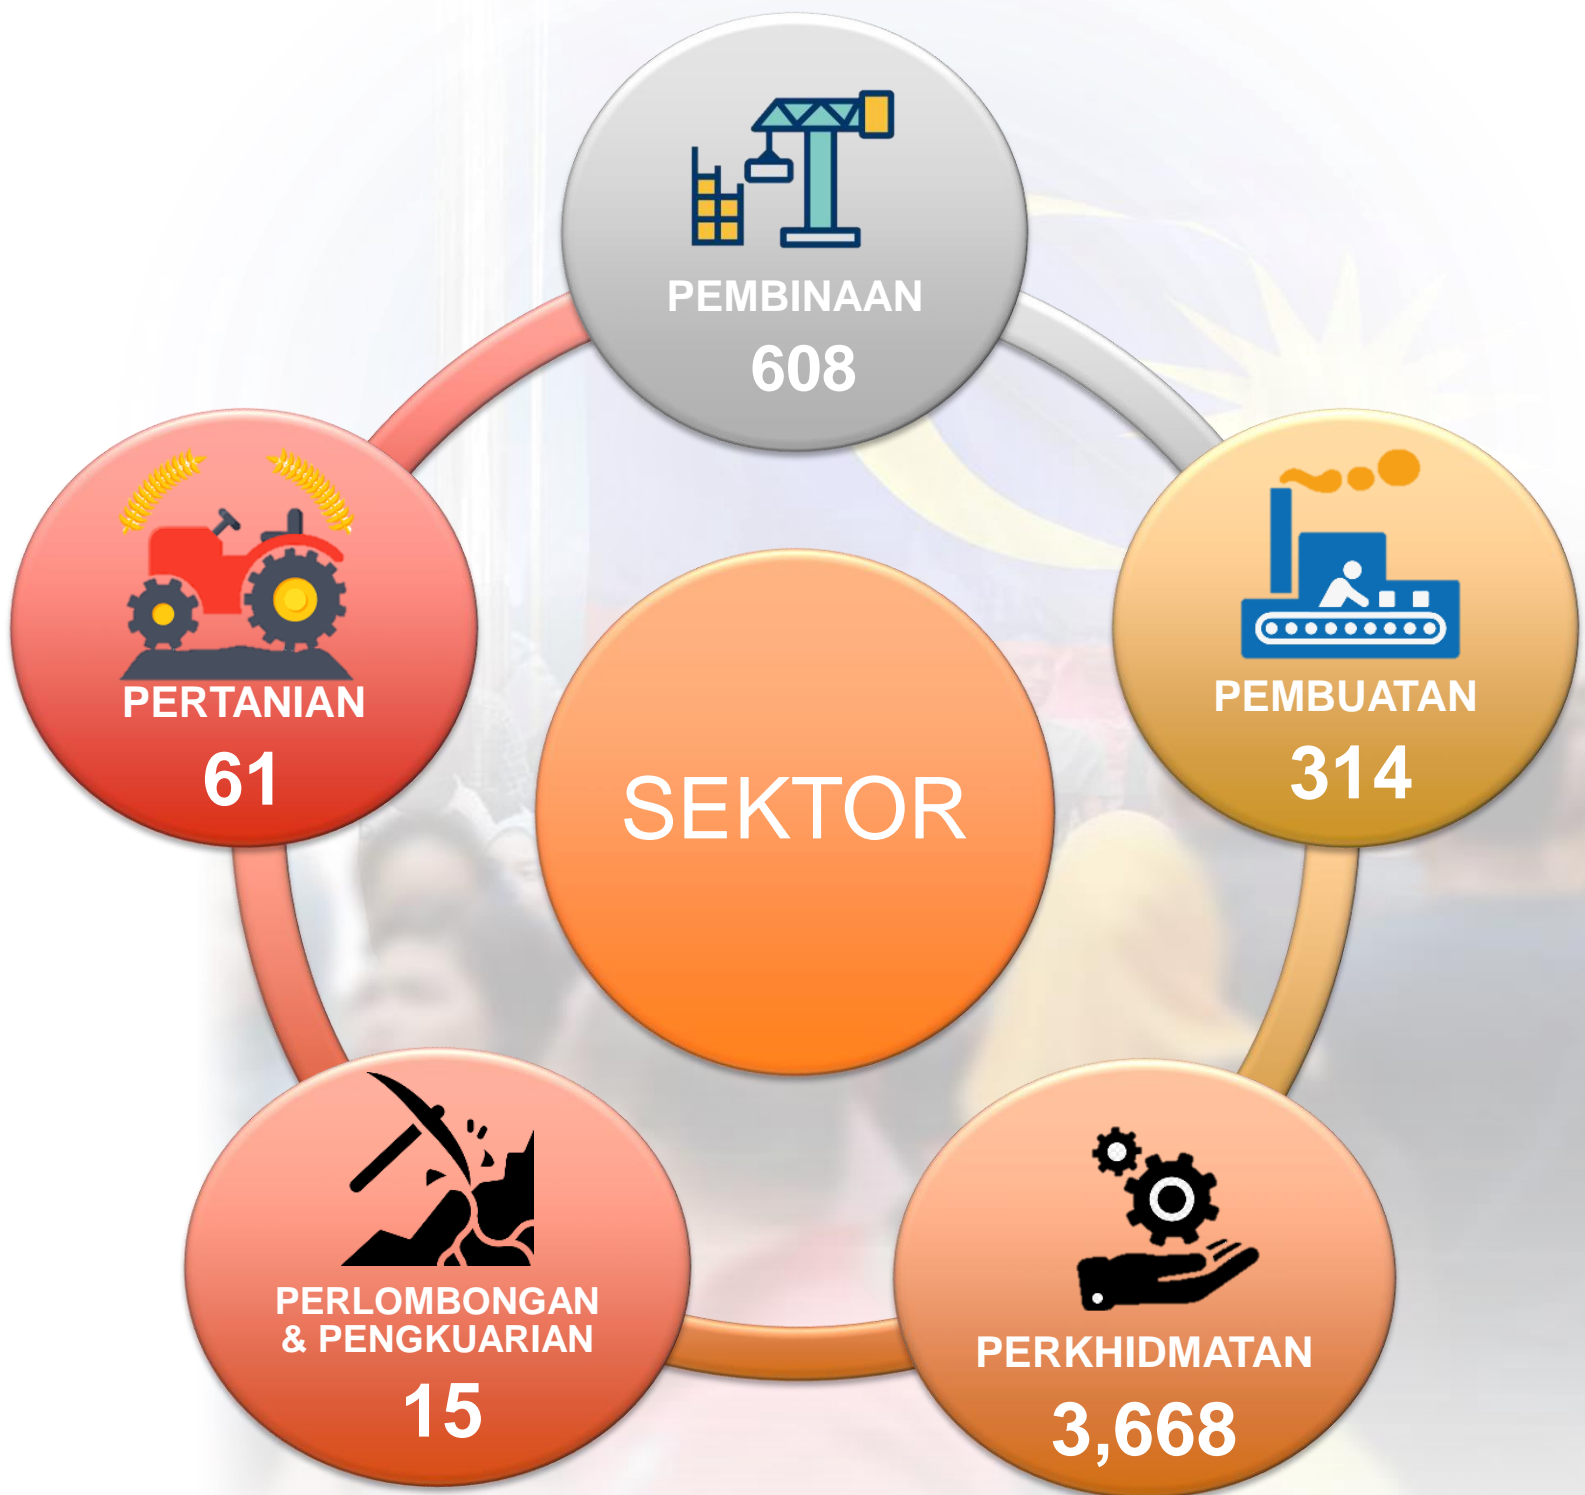 PEMBINAAN
608
PERTANIAN
61
PEMBUATAN
314
SEKTOR
PERLOMBONGAN
& PENGKUARIAN
15
PERKHIDMATAN
3,668